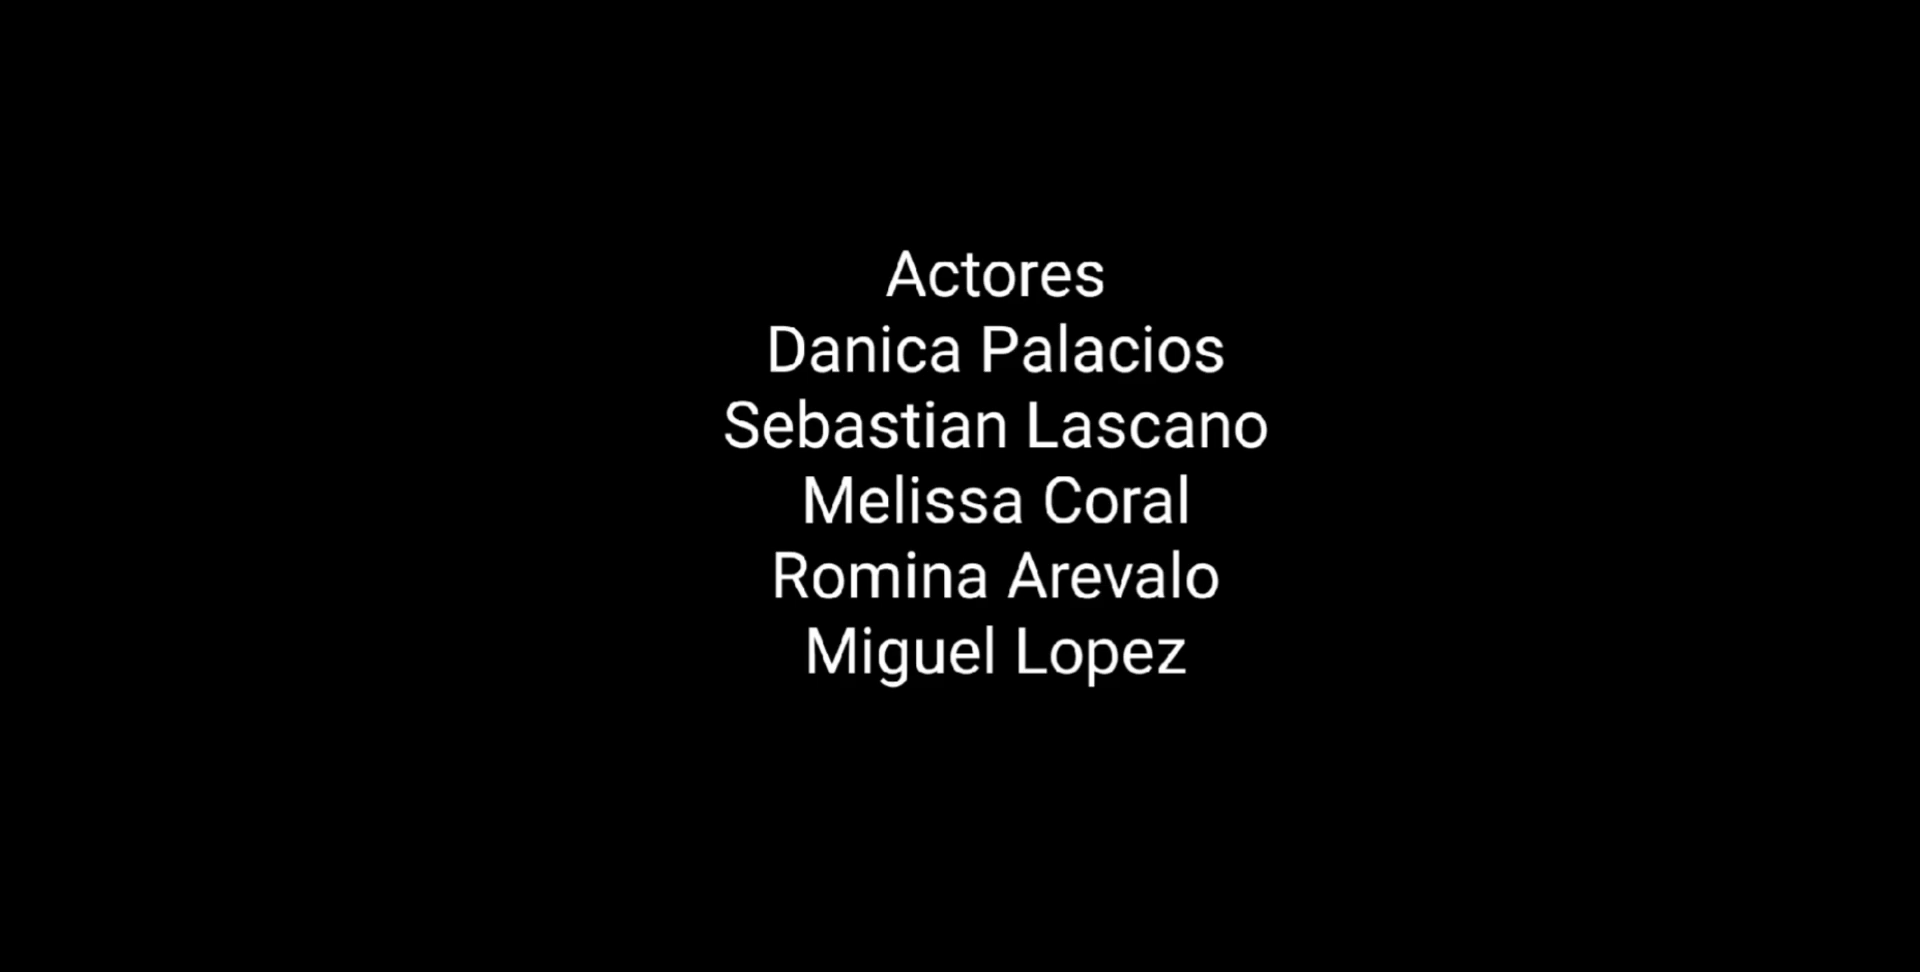 Actores
Danica Palacios
Sebastian Lascano
Melissa Coral
Romina Arevalo
Miguel Lopez